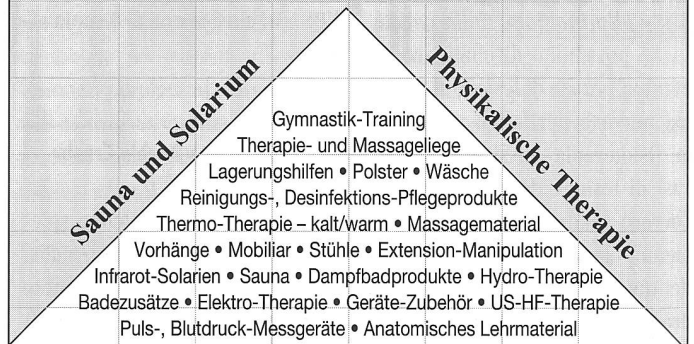 Sauna und Solarium
Physikalische Therapie
Gymnastik-Training
Therapie- und Massageliege
Lagerungshilfen • Polster • Wäsche
Reinigungs-, Desinfektions-Pflegeprodukte
Thermo-Therapie – kalt/warm • Massagematerial
Vorhänge • Mobiliar • Stühle • Extension-Manipulation
Infrarot-Solarien • Sauna • Dampfbadprodukte • Hydro-Therapie
Badezusätze • Elektro-Therapie • Geräte-Zubehör • US-HF-Therapie
Puls-, Blutdruck-Messgeräte • Anatomisches Lehrmaterial